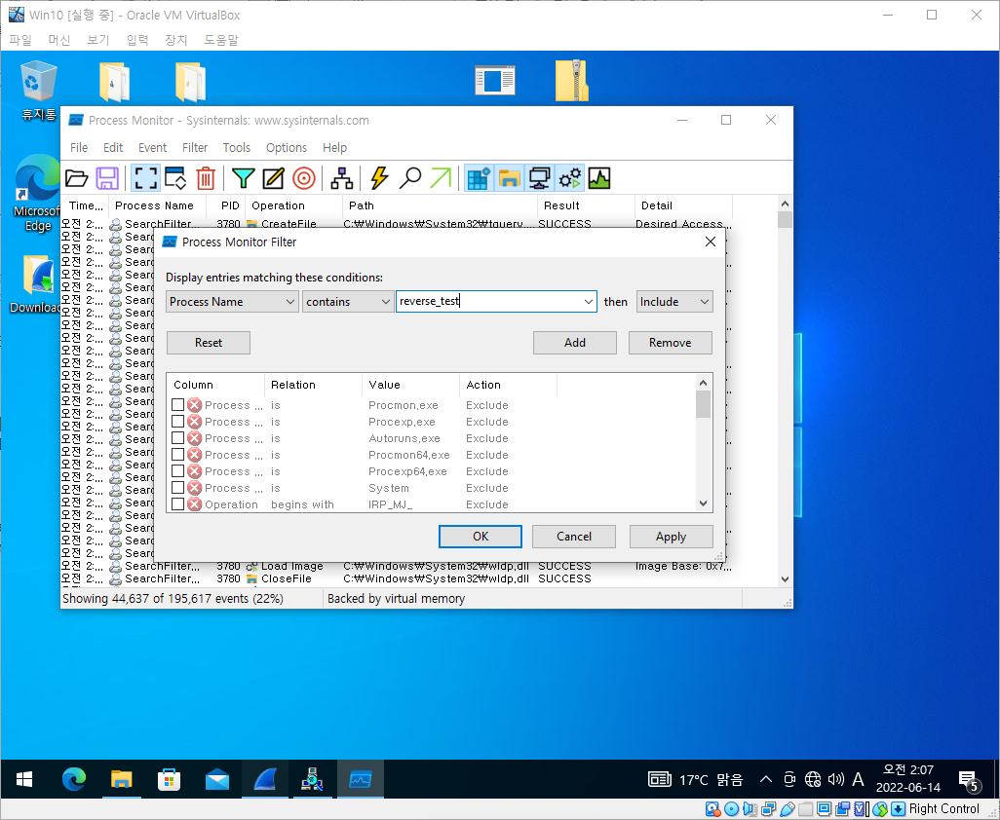 Win10 [실행 중] - Oracle VM VirtualBox
파일 머신 보기 입력 장치 도움말
휴지통
Microsof
Edge
Download
Process Monitor - Sysinternals: www.sysinternals.com
File Edit Event Filter Tools Options Help
Time... Process Name PID Operation Path Result Detail
오전 2:... SearchFilter... 3780 CreateFile C:₩Windows₩System32₩tquery.... SUCCESS Desired Access...
Process Monitor Filter
Display entries matching these conditions:
Process Name contains reverse_test then Include
Reset Add Remove
Column Relation Value Action
Process ... is Procmon.exe Exclude
Process ... is Procexp.exe Exclude
Process ... is Autoruns.exe Exclude
Process ... is Procmon64.exe Exclude
Process ... is Procexp64.exe Exclude
Process ... is System Exclude
Operation begins with IRP_MJ_ Exclude
OK Cancel Apply
오전 2:... SearchFilter... 3780 Load Image C:₩Windows₩System32₩wldp.dll SUCCESS Image Base: 0x7...
오전 2:... SearchFilter... 3780 CloseFile C:₩Windows₩System32₩wldp.dll SUCCESS
Showing 44,637 of 195,617 events (22%) Backed by virtual memory
17°C 맑음 A 오전 2:07
2022-06-14 5
Right Control